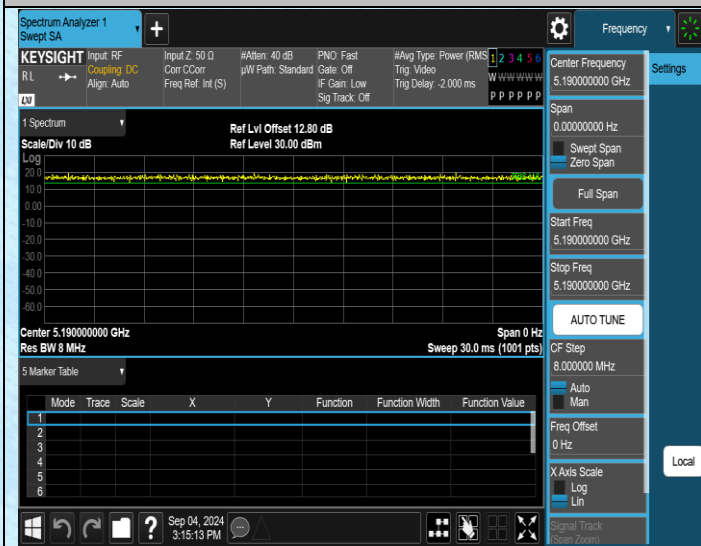 Spectrum Analyzer 1
Swept SA
Frequency
KEYSIGHT
RL
LXI
Input: RF
Coupling: DC
Align: Auto
Input Z: 50 Ω
Corr CCorr
Freq Ref: Int (S)
#Atten: 40 dB
µW Path: Standard
PNO: Fast
Gate: Off
IF Gain: Low
Sig Track: Off
#Avg Type: Power (RMS
Trig: Video
Trig Delay: -2.000 ms
1 2 3 4 5 6
W W W W W W
P P P P P P
1 Spectrum
Scale/Div 10 dB
Ref Lvl Offset 12.80 dB
Ref Level 30.00 dBm
Log
20.0
10.0
0.00
-10.0
-20.0
-30.0
-40.0
-50.0
-60.0
Center 5.190000000 GHz
Span 0 Hz
Res BW 8 MHz
Sweep 30.0 ms (1001 pts)
5 Marker Table
Mode Trace Scale X Y Function Function Width Function Value
1
2
3
4
5
6
Sep 04, 2024
3:15:13 PM
Center Frequency
5.190000000 GHz
Span
0.00000000 Hz
Swept Span
Zero Span
Full Span
Start Freq
5.190000000 GHz
Stop Freq
5.190000000 GHz
AUTO TUNE
CF Step
8.000000 MHz
Auto
Man
Freq Offset
0 Hz
X Axis Scale
Log
Lin
Signal Track
(Span Zoom)
Settings
Local